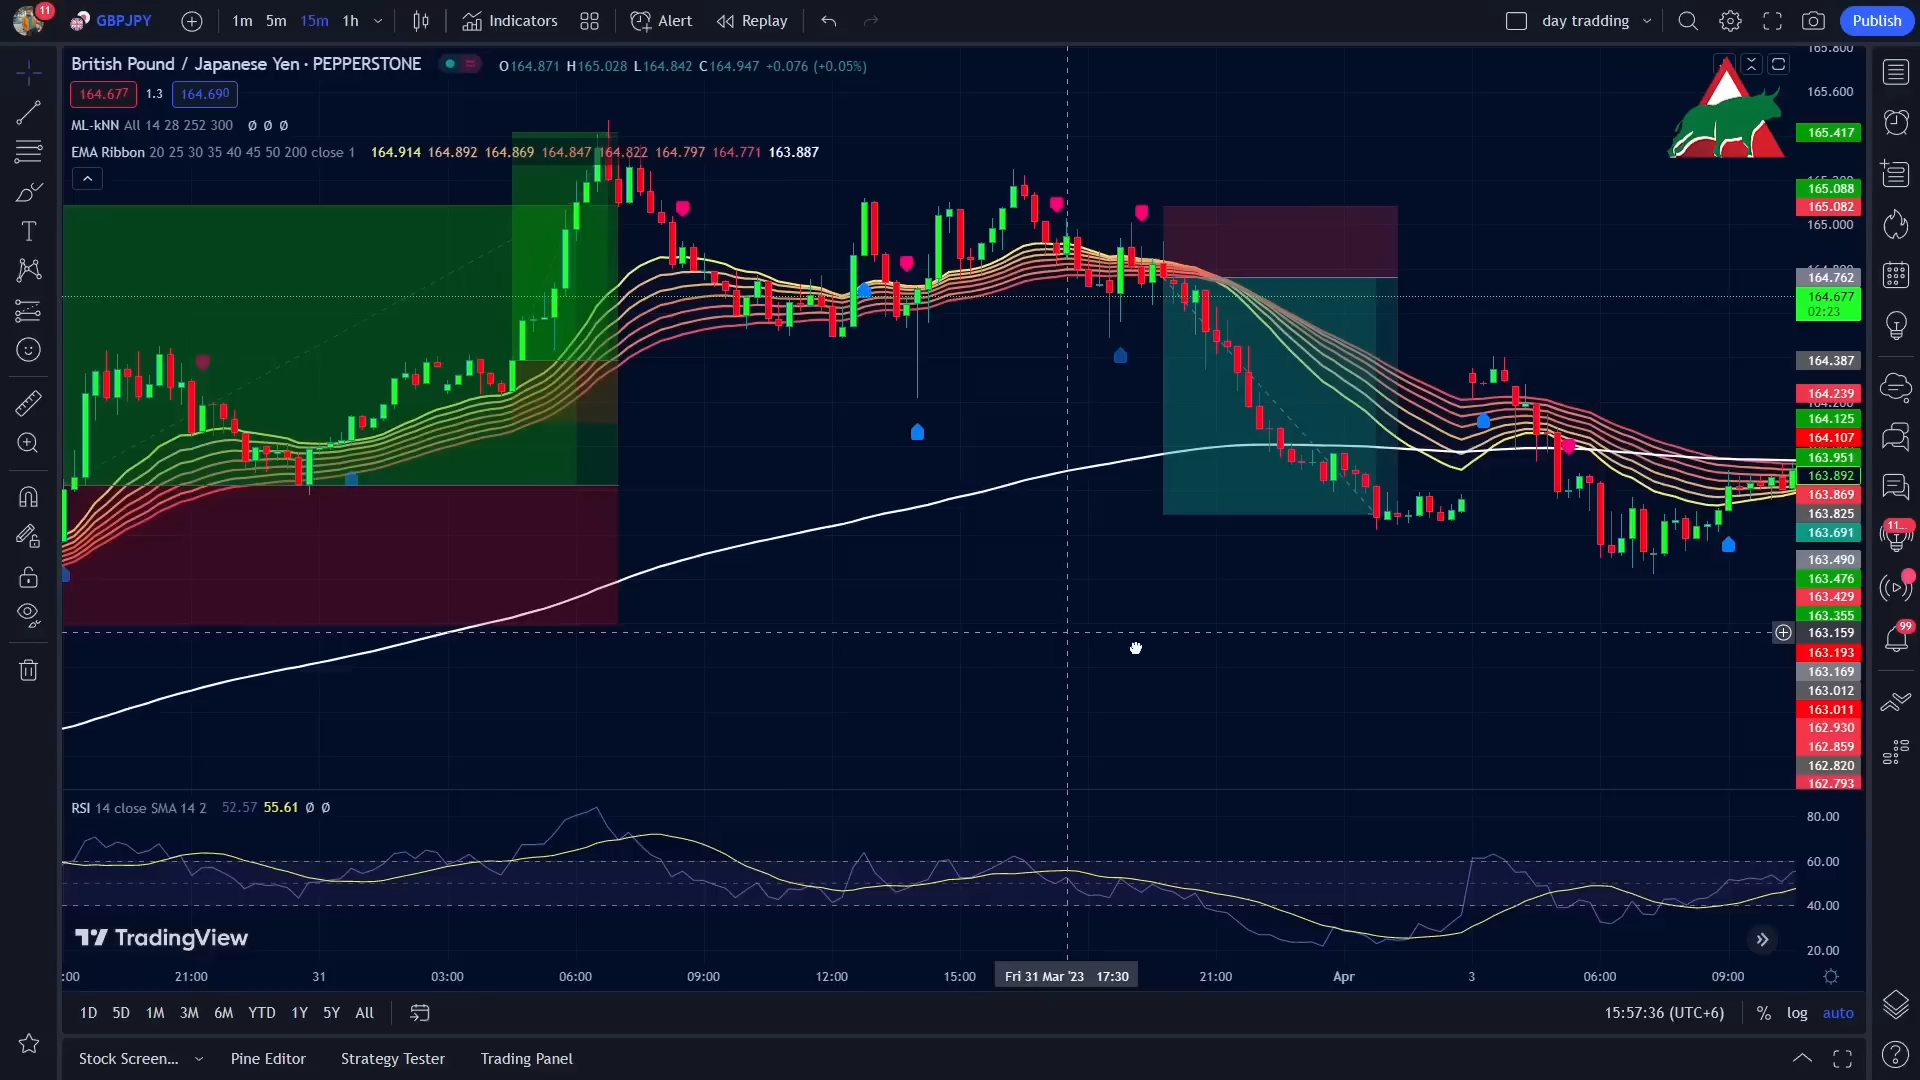 11
GBPJPY
1m 5m 15m 1h
Indicators
Alert
Replay
day tradding
Publish
British Pound / Japanese Yen · PEPPERSTONE
O164.871 H165.028 L164.842 C164.947 +0.076 (+0.05%)
164.677 1.3 164.690
ML-kNN All 14 28 252 300 Ø Ø Ø
EMA Ribbon 20 25 30 35 40 45 50 200 close 1 164.914 164.892 164.869 164.847 164.822 164.797 164.771 163.887
165.800
165.600
165.417
165.088
165.082
165.000
164.762
164.677
02:23
164.387
164.239
164.125
164.107
163.951
163.892
163.869
163.825
163.691
163.490
163.476
163.429
163.355
163.159
163.193
163.169
163.012
163.011
162.930
162.859
162.820
162.793
11...
99
RSI 14 close SMA 14 2 52.57 55.61 Ø Ø
80.00
60.00
40.00
20.00
TradingView
:00 21:00 31 03:00 06:00 09:00 12:00 15:00 Fri 31 Mar '23 17:30 21:00 Apr 3 06:00 09:00
1D 5D 1M 3M 6M YTD 1Y 5Y All
15:57:36 (UTC+6) % log auto
Stock Screen... Pine Editor Strategy Tester Trading Panel